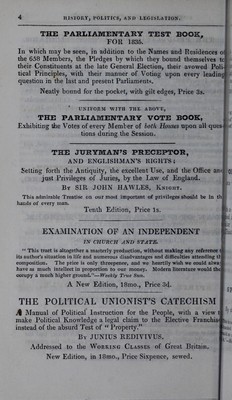 4 HISTORY, POLITICS, AND LEGISLATION.
THE PARLIAMENTARY TEST BOOK,
FOR 1835.
In which may be seen, in addition to the Names and Residences of
the 658 Members, the Pledges by which they bound themselves to
their Constituents at the late General Election, their avowed Poli-
tical Principles, with their manner of Voting upon every leading
question in the last and present Parliaments.
Neatly bound for the pocket, with gilt edges, Price 3s.
UNIFORM WITH THE ABOVE,
THE PARLIAMENTARY VOTE BOOK,
Exhibiting the Votes of every Member of both Houses upon all ques-
tions during the Session.
THE JURYMAN'S PRECEPTOR,
AND ENGLISHMAN'S RIGHTS;
Setting forth the Antiquity, the excellent Use, and the Office and
just Privileges of Juries, by the Law of England.
By SIR JOHN HAWLES, Knight.
This admirable Treatise on our most important of privileges should be in the
hands of every man.
Tenth Edition, Price 1s.
EXAMINATION OF AN INDEPENDENT
IN CHURCH AND STATE.
"This tract is altogether a masterly production, without making any reference to
its author's situation in life and numerous disadvantages and difficulties attending its
composition. The price is only threepence, and we heartily wish we could always
have as much intellect in proportion to our money. Modern literature would then
occupy a much higher ground."—Weekly True Sun.
A New Edition, 18mo., Price 3d.
THE POLITICAL UNIONIST'S CATECHISM
A Manual of Political Instruction for the People, with a view to
make Political Knowledge a legal claim to the Elective Franchise
instead of the absurd Test of "Property."
By JUNIUS REDIVIVUS.
Addressed to the Working Classes of Great Britain.
New Edition, in 18mo., Price Sixpence, sewed.